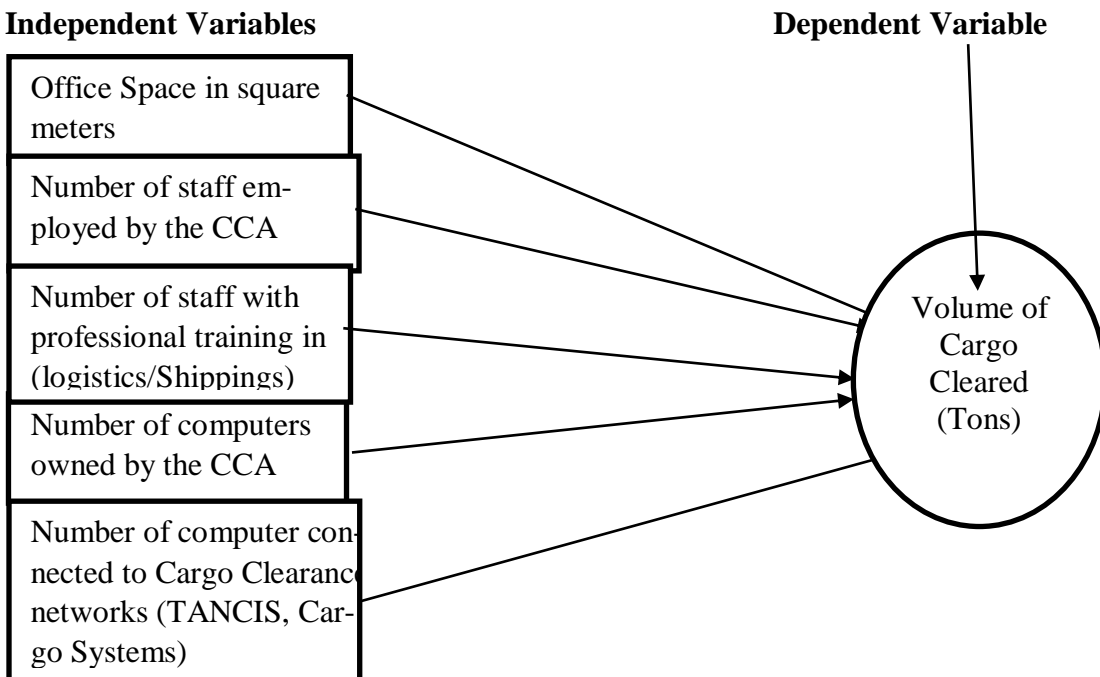 Independent Variables
Dependent Variable
Office Space in square
meters
Number of staff em-
ployed by the CCA
Number of staff with
professional training in
(logistics/Shippings)
Number of computers
owned by the CCA
Number of computer con-
nected to Cargo Clearance
networks (TANCIS, Car-
go Systems)
Volume of
Cargo
Cleared
(Tons)